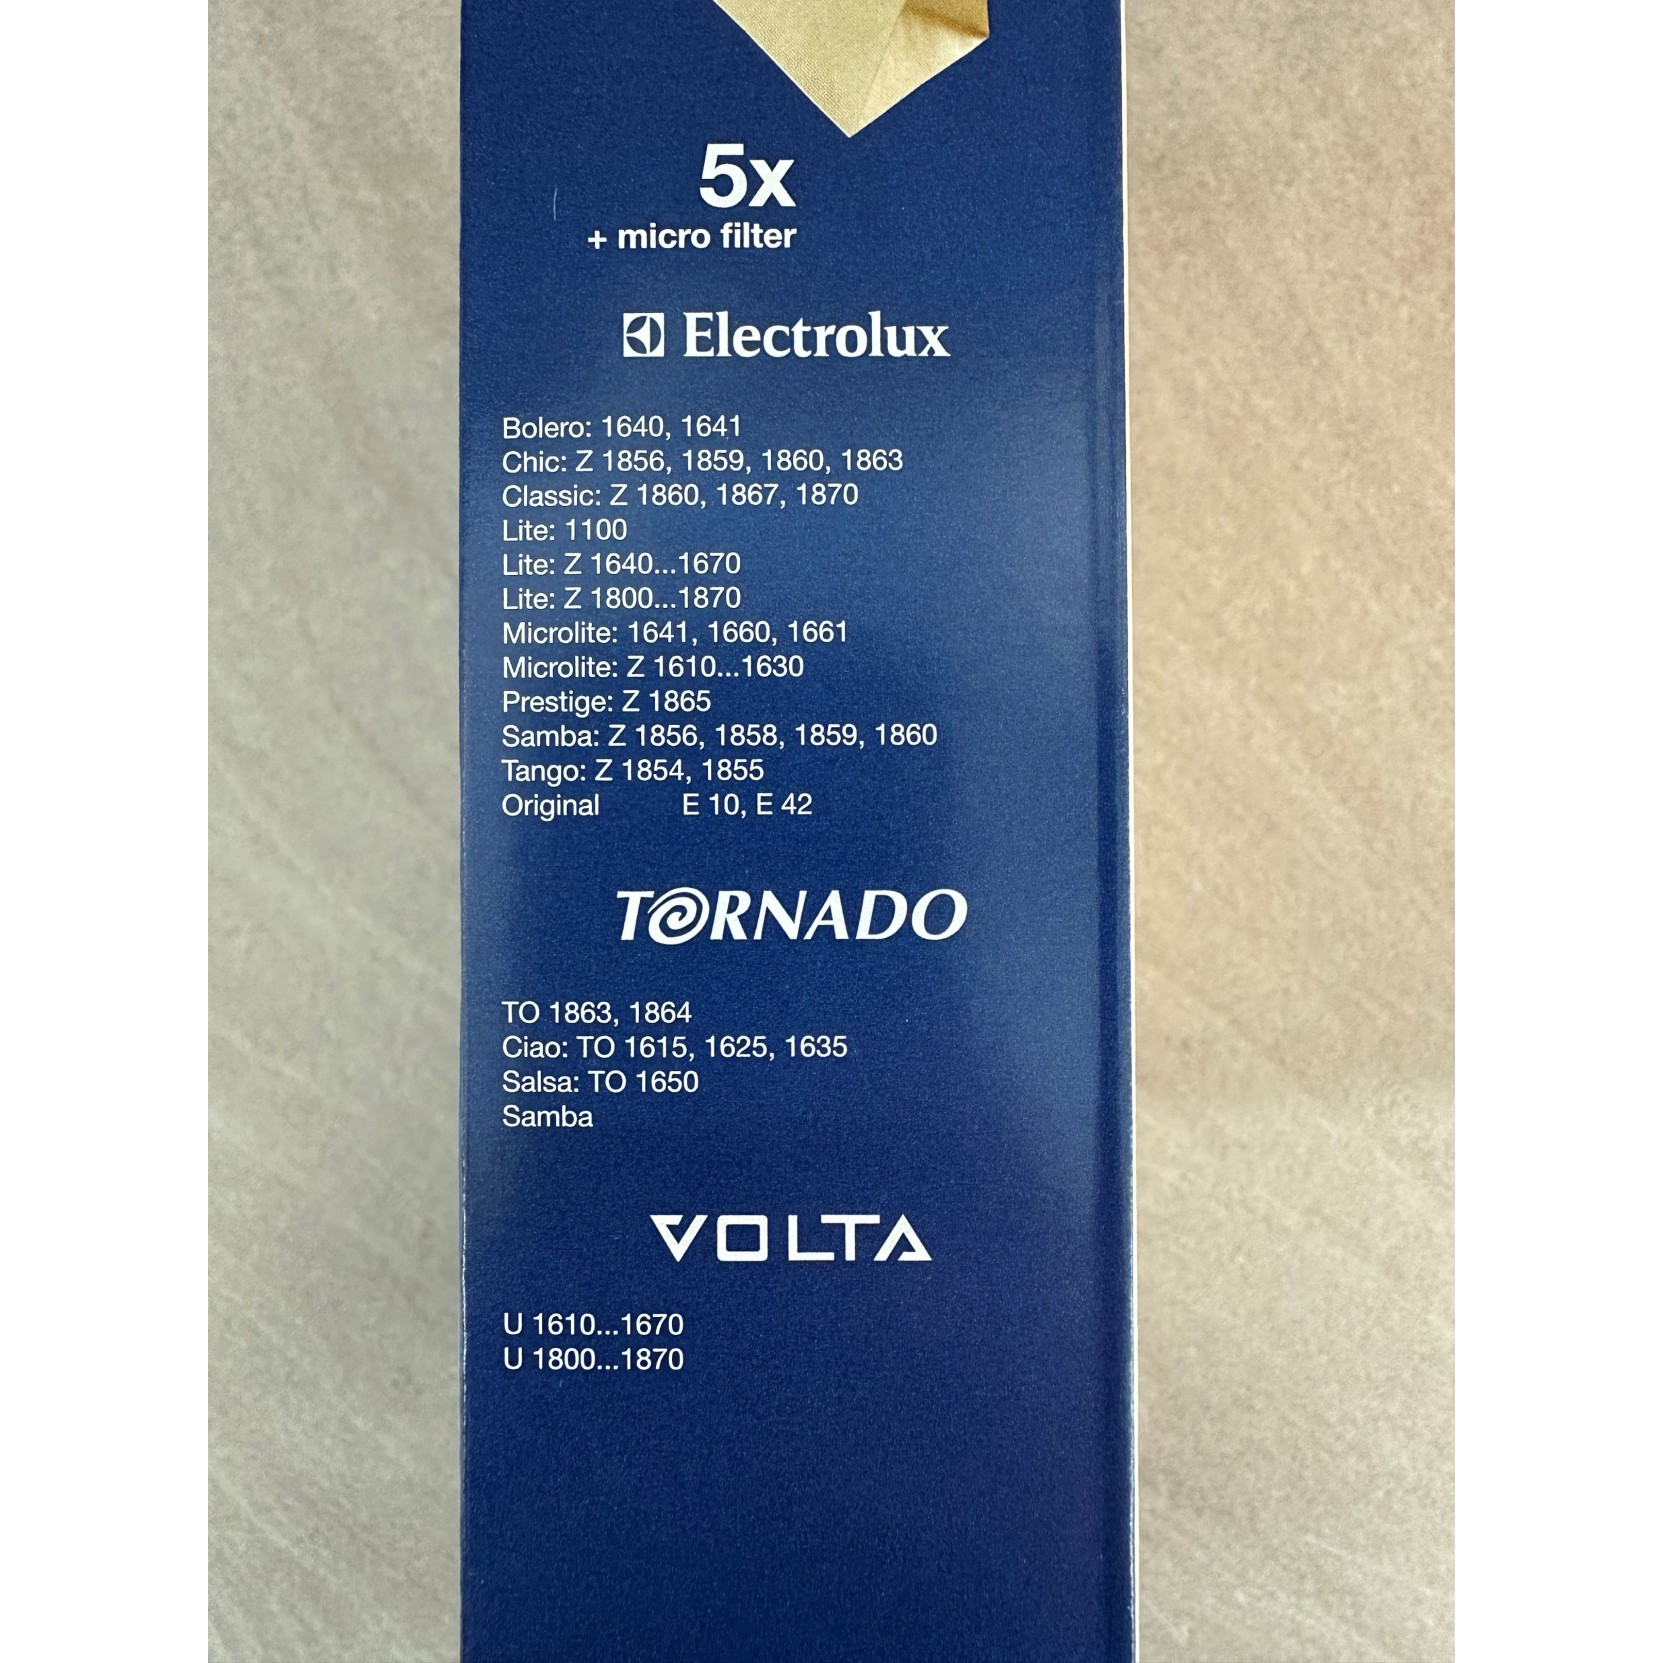 5x
+ micro filter
Electrolux
Bolero: 1640, 1641
Chic: Z 1856, 1859, 1860, 1863
Classic: Z 1860, 1867, 1870
Lite: 1100
Lite: Z 1640...1670
Lite: Z 1800...1870
Microlite: 1641, 1660, 1661
Microlite: Z 1610...1630
Prestige: Z 1865
Samba: Z 1856, 1858, 1859, 1860
Tango: Z 1854, 1855
Original E 10, E 42
TORNADO
TO 1863, 1864
Ciao: TO 1615, 1625, 1635
Salsa: TO 1650
Samba
VOLTA
U 1610...1670
U 1800...1870